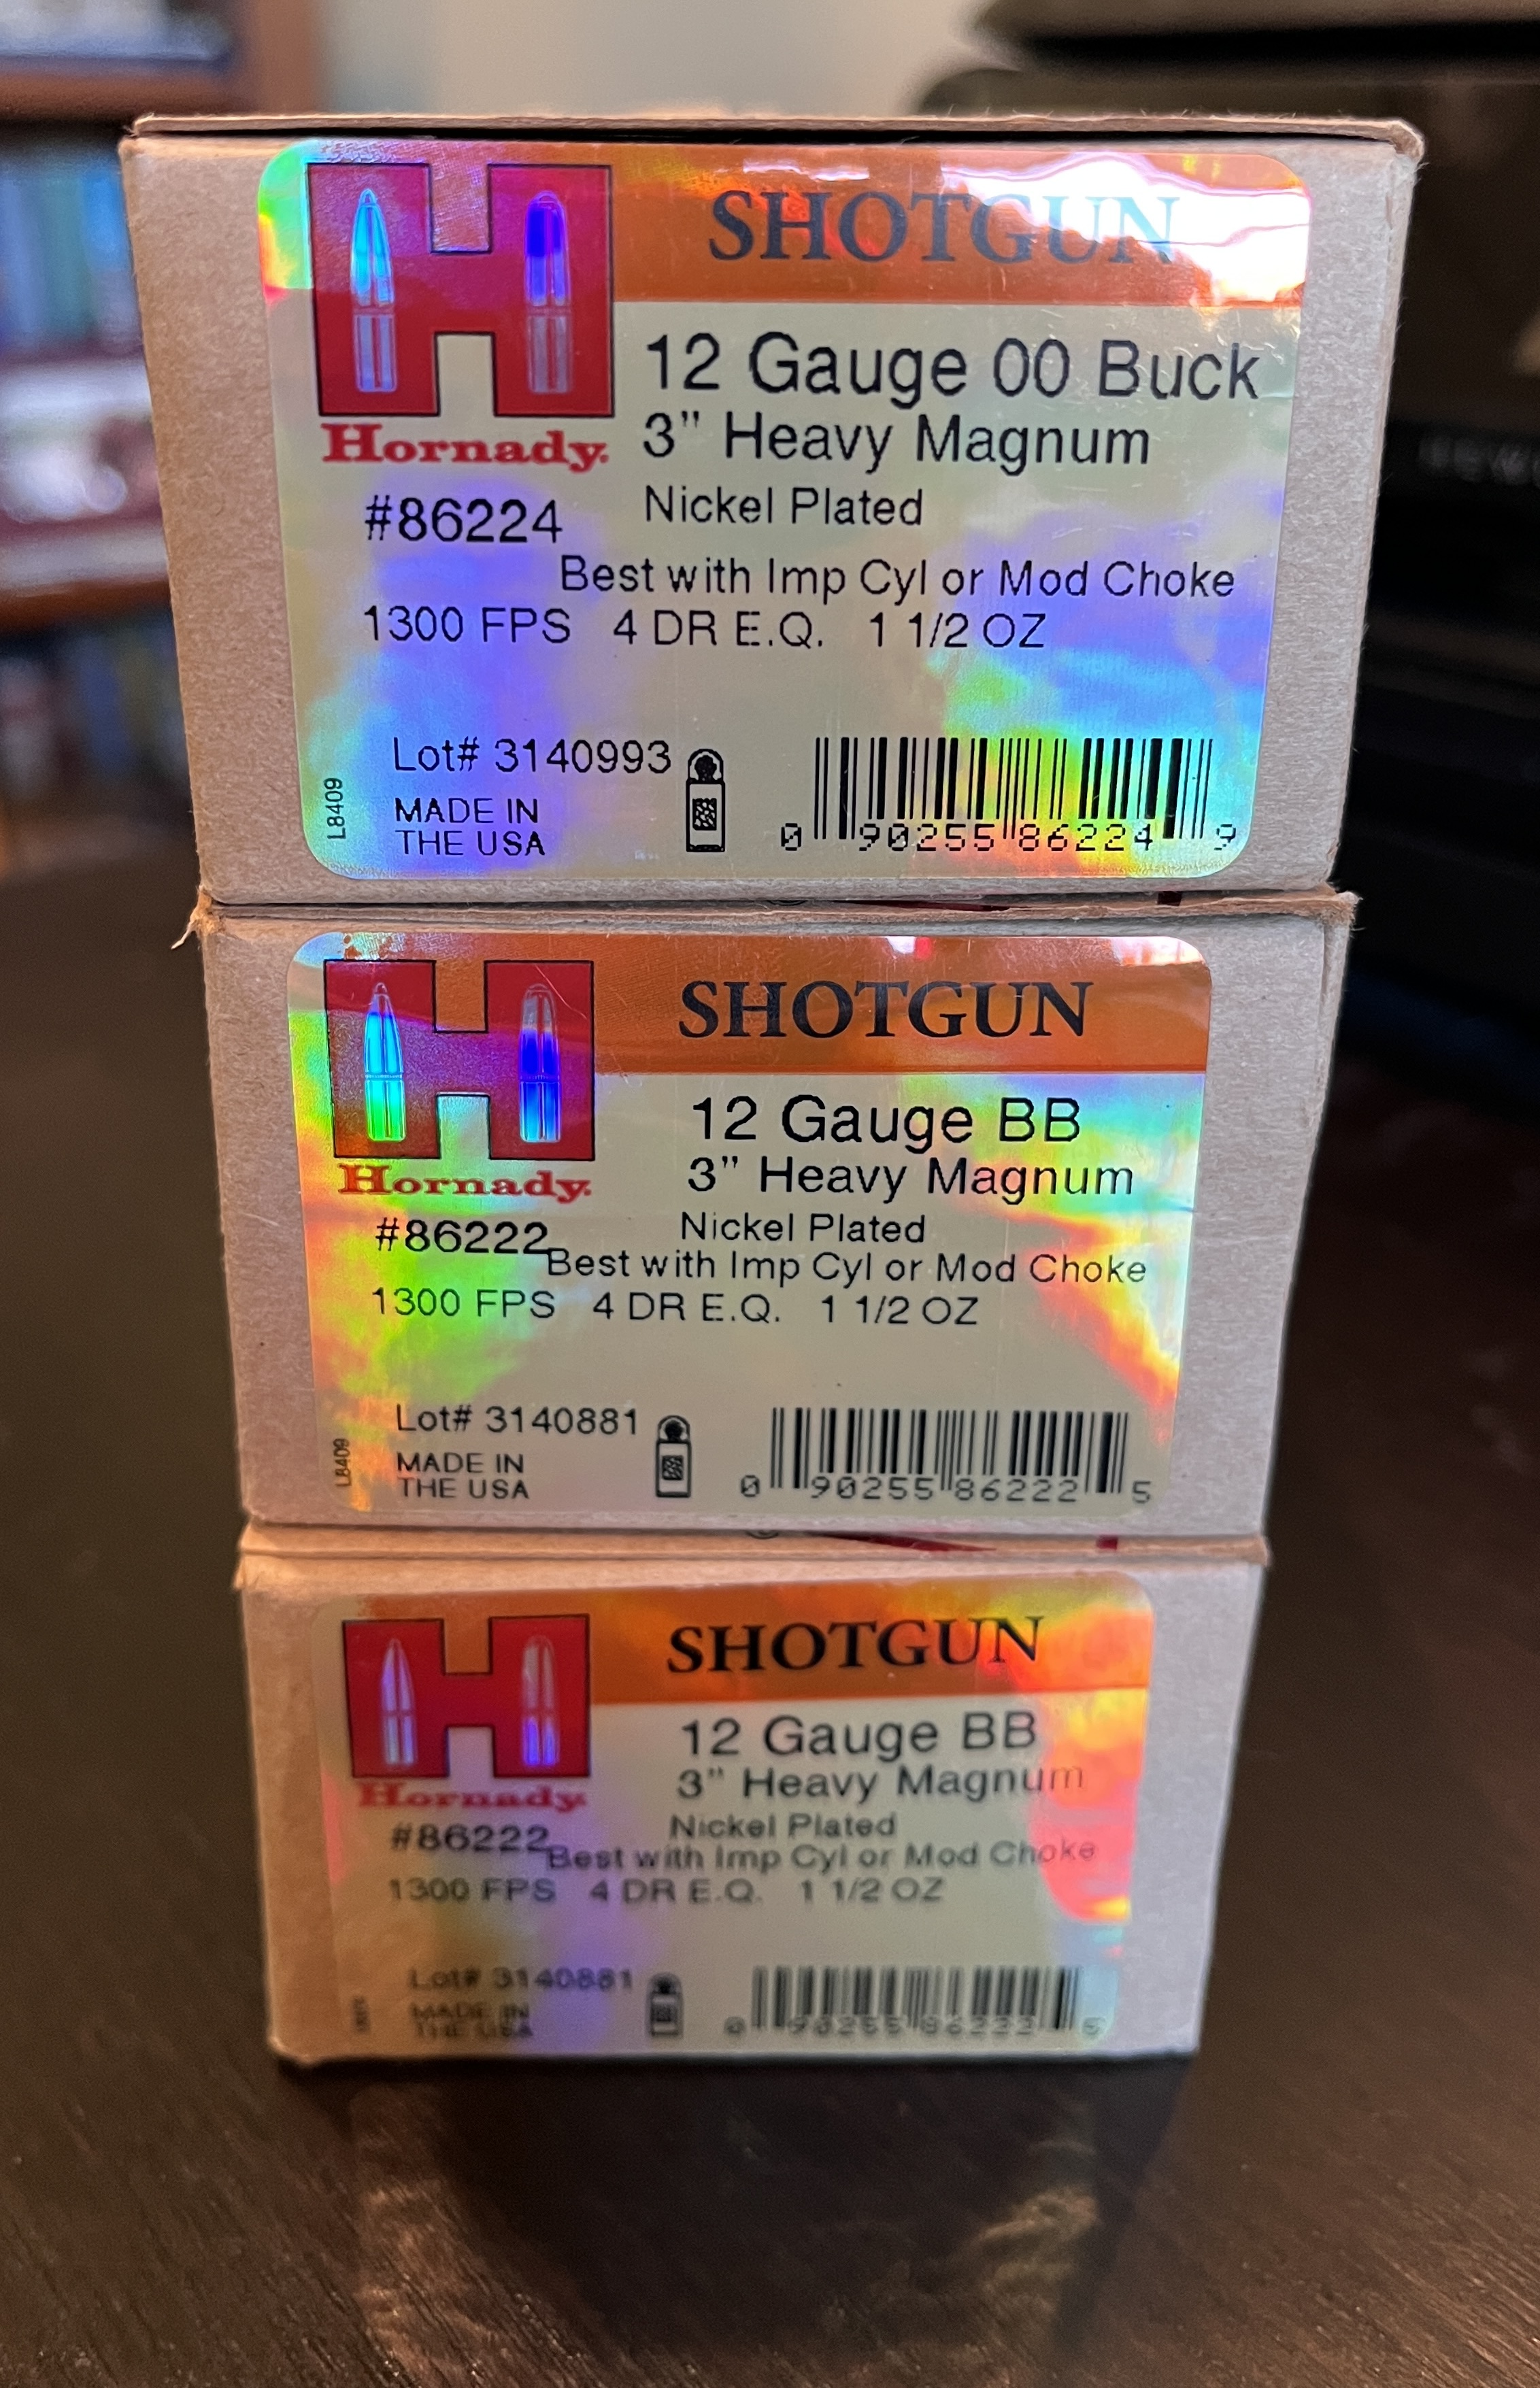 SHOTGUN
12 Gauge 00 Buck
3" Heavy Magnum
Hornady.
#86224
Nickel Plated
Best with Imp Cyl or Mod Choke
1300 FPS 4 DR E.Q. 1 1/2 OZ
Lot# 3140993
MADE IN
THE USA
L8409
0 90255 86224 9
SHOTGUN
12 Gauge BB
3" Heavy Magnum
Hornady.
#86222
Nickel Plated
Best with Imp Cyl or Mod Choke
1300 FPS 4 DR E.Q. 1 1/2 OZ
Lot# 3140881
MADE IN
THE USA
L8409
0 90255 86222 5
SHOTGUN
12 Gauge BB
3" Heavy Magnum
Hornady.
#86222
Nickel Plated
Best with Imp Cyl or Mod Choke
1300 FPS 4 DR E.Q. 1 1/2 OZ
Lot# 3140881
MADE IN
THE USA
0 90255 86222 5